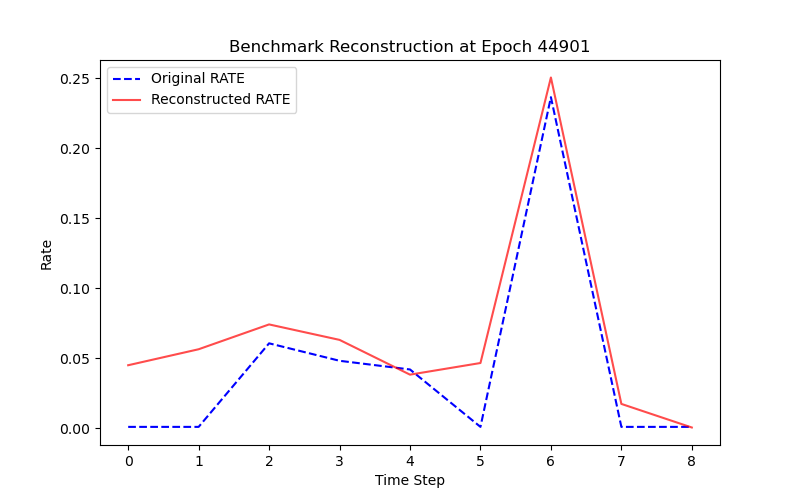 Benchmark Reconstruction at Epoch 44901
Original RATE
Reconstructed RATE
Rate
0.25
0.20
0.15
0.10
0.05
0.00
0 1 2 3 4 5 6 7 8
Time Step